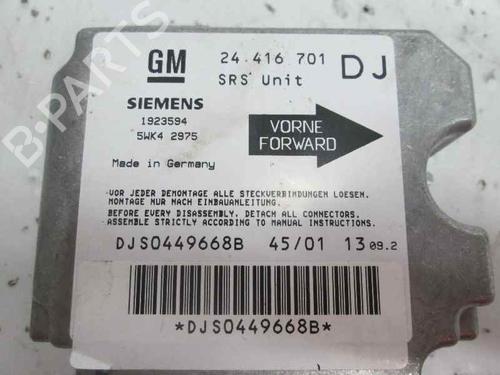 GM 24 416 701 DJ
SRS Unit
SIEMENS
1923594
5WK4 2975
VORNE
FORWARD
Made in Germany
-VOR JEDER DEMONTAGE ALLE STECKVERBINDUNGEN LOESEN.
MONTAGE NUR NACH EINBAUANLEITUNG.
BEFORE EVERY DISASSEMBLY, DETACH ALL CONNECTORS.
-ASSEMBLE STRICTLY ACCORDING TO MANUAL INSTRUCTIONS.
DJS0449668B 45/01 13 09.2
*DJS0449668B*
B-PARTS